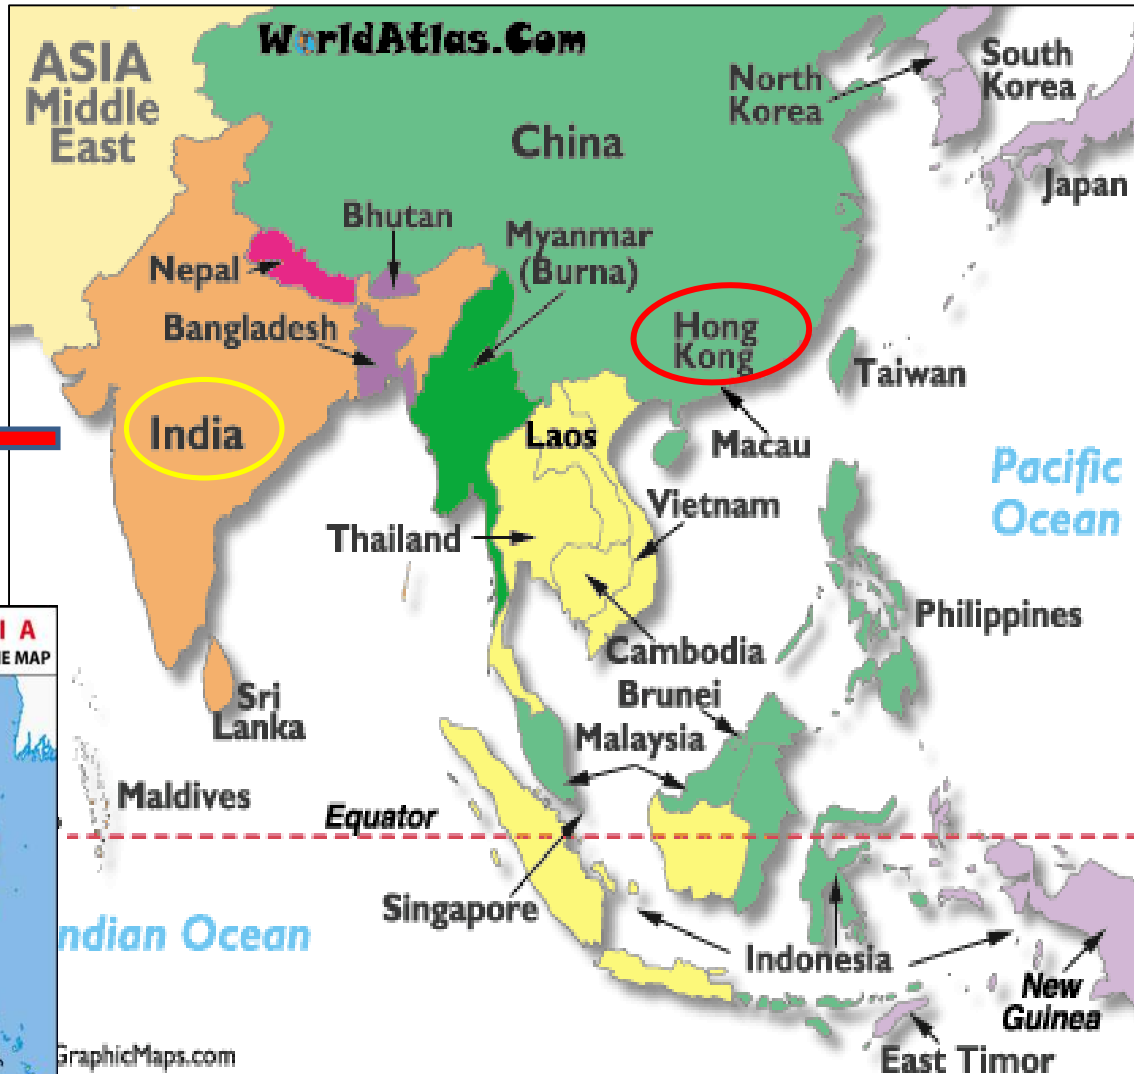 WorldAtlas.Com
ASIA
Middle
East
North
Korea
South
Korea
China
Japan
Bhutan
Myanmar
(Burna)
Nepal
Bangladesh
Hong
Kong
Taiwan
India
Laos
Macau
Pacific
Ocean
Vietnam
Thailand
Philippines
I A
E MAP
Cambodia
Sri
Lanka
Brunei
Malaysia
Maldives
Equator
Singapore
ndian Ocean
Indonesia
New
Guinea
GraphicMaps.com
East Timor